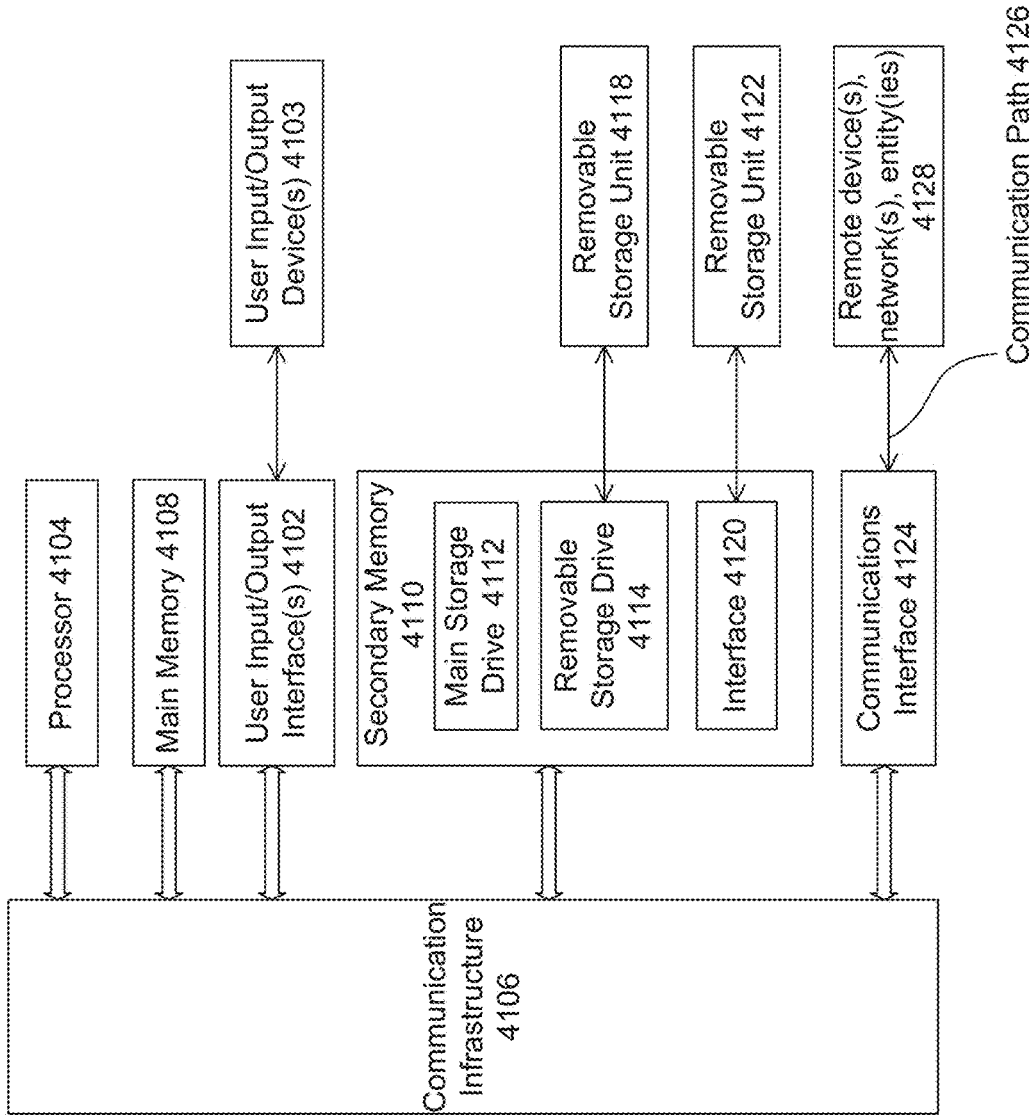 Processor 4104
Main Memory 4108
User Input/Output
Interface(s) 4102
User Input/Output
Device(s) 4103
Communication
Infrastructure
4106
Secondary Memory
4110
Main Storage
Drive 4112
Removable
Storage Drive
4114
Removable
Storage Unit 4118
Interface 4120
Removable
Storage Unit 4122
Communications
Interface 4124
Remote device(s),
network(s), entity(ies)
4128
Communication Path 4126